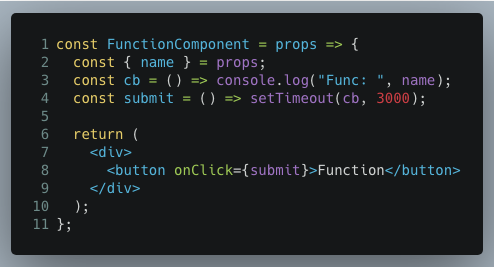 1 const FunctionComponent = props => {
2   const { name } = props;
3   const cb = () => console.log("Func: ", name);
4   const submit = () => setTimeout(cb, 3000);
5
6   return (
7     <div>
8       <button onClick={submit}>Function</button>
9     </div>
10   );
11 };